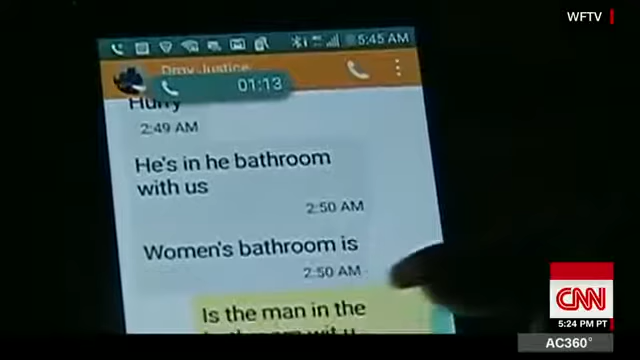 WFTV
5:45 AM
01:13
Hurry
2:49 AM
He's in he bathroom
with us
2:50 AM
Women's bathroom is
2:50 AM
Is the man in the
CNN
5:24 PM PT
AC360°